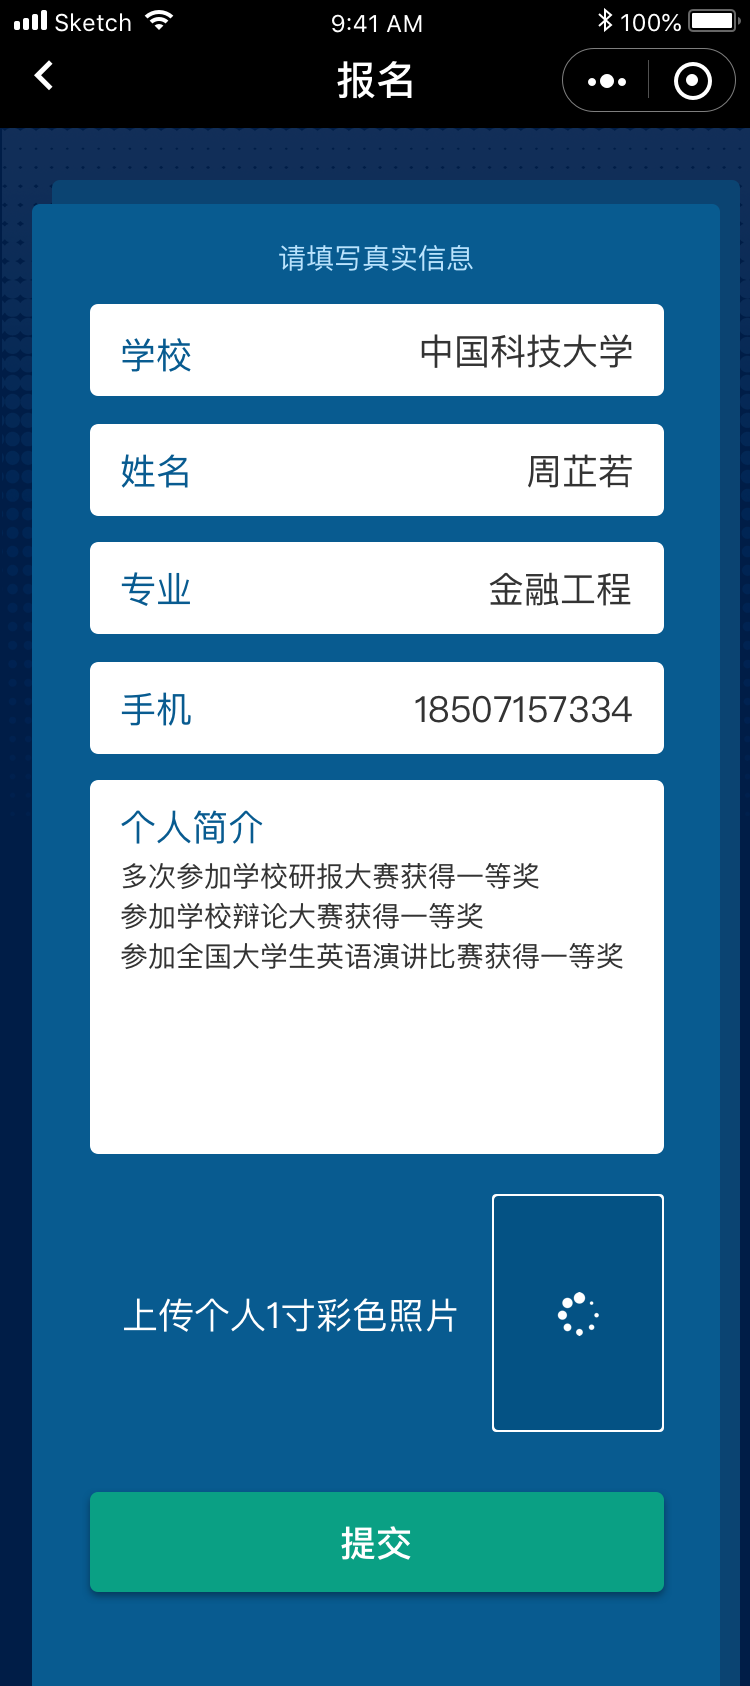 Sketch 9:41 AM 100%
报名
请填写真实信息
学校 中国科技大学
姓名 周芷若
专业 金融工程
手机 18507157334
个人简介
多次参加学校研报大赛获得一等奖
参加学校辩论大赛获得一等奖
参加全国大学生英语演讲比赛获得一等奖
上传个人1寸彩色照片
提交